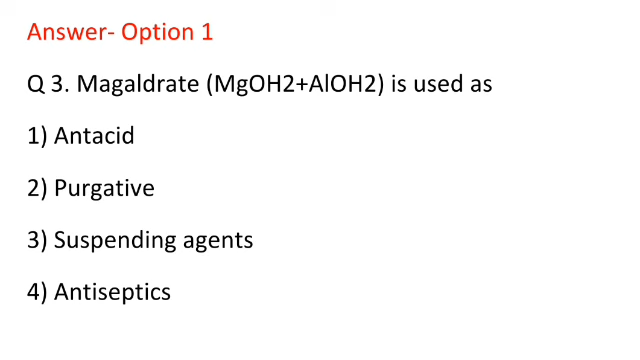 Answer- Option 1
Q 3. Magaldrate (MgOH2+AlOH2) is used as
1) Antacid
2) Purgative
3) Suspending agents
4) Antiseptics